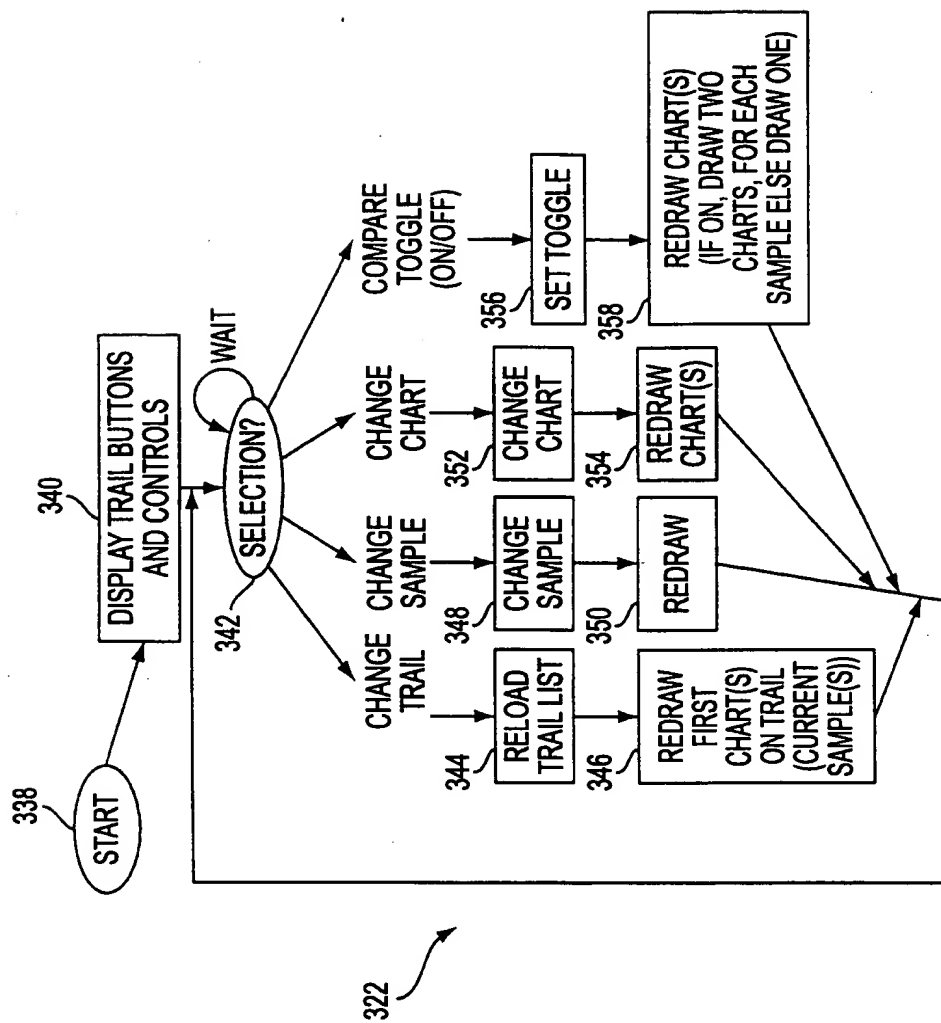 338
START
340
DISPLAY TRAIL BUTTONS
AND CONTROLS
342
SELECTION?
WAIT
CHANGE
TRAIL
CHANGE
SAMPLE
CHANGE
CHART
COMPARE
TOGGLE
(ON/OFF)
344
RELOAD
TRAIL LIST
348
CHANGE
SAMPLE
352
CHANGE
CHART
356
SET TOGGLE
346
REDRAW
FIRST
CHART(S)
ON TRAIL
(CURRENT
SAMPLE(S))
350
REDRAW
354
REDRAW
CHART(S)
358
REDRAW CHART(S)
(IF ON, DRAW TWO
CHARTS, FOR EACH
SAMPLE ELSE DRAW ONE)
322